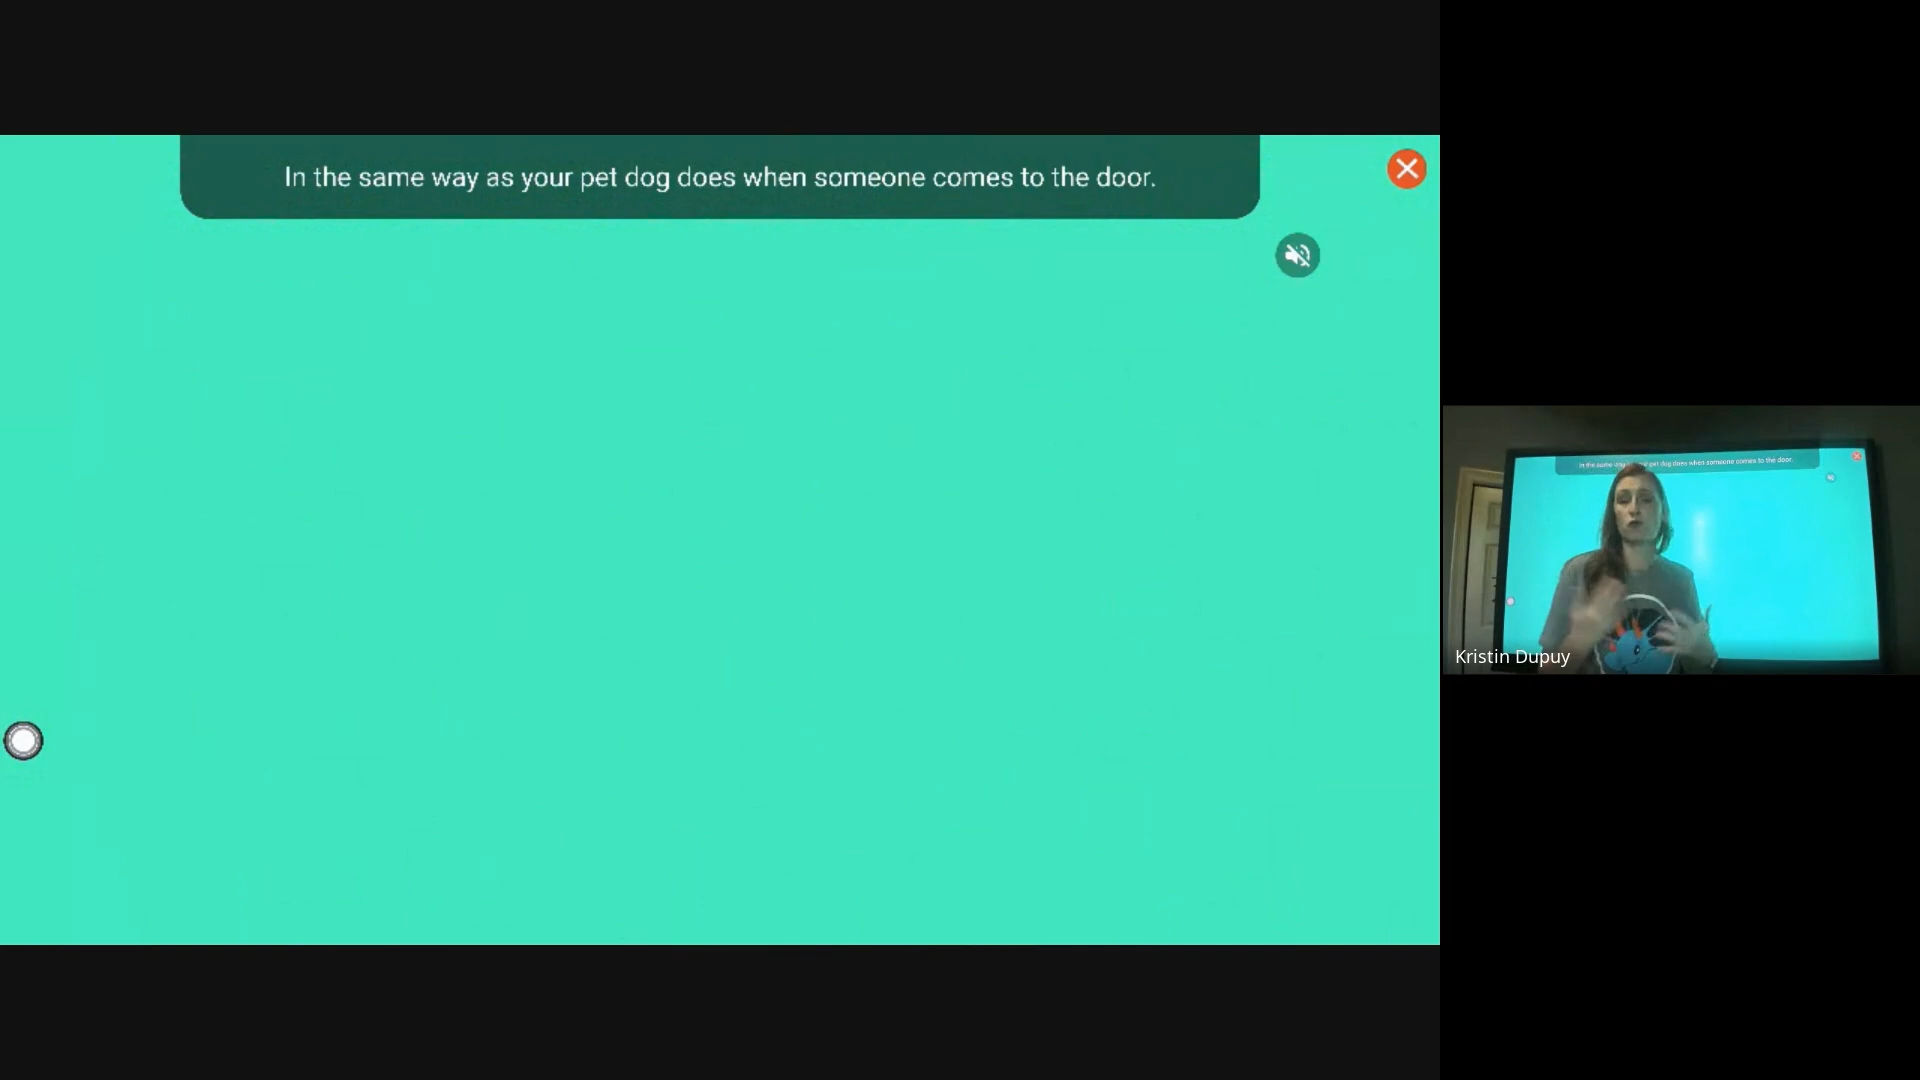 In the same way as your pet dog does when someone comes to the door.
Kristin Dupuy